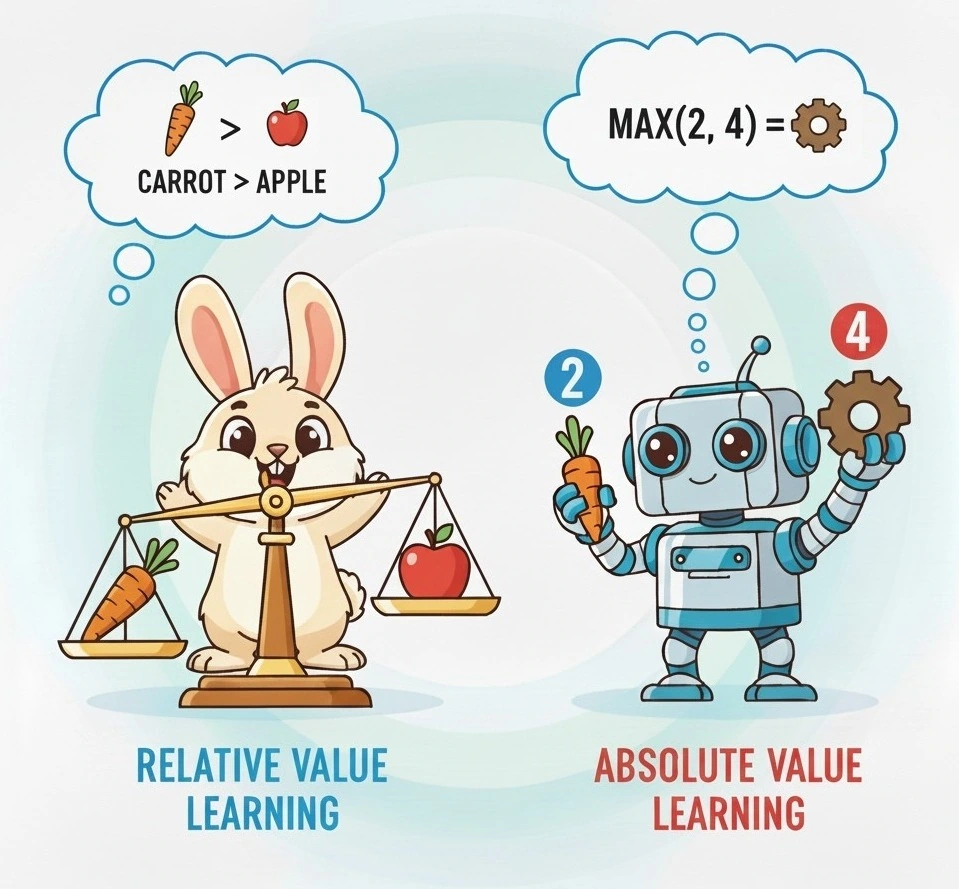 >
CARROT > APPLE
MAX(2, 4) =
2
4
RELATIVE VALUE
LEARNING
ABSOLUTE VALUE
LEARNING